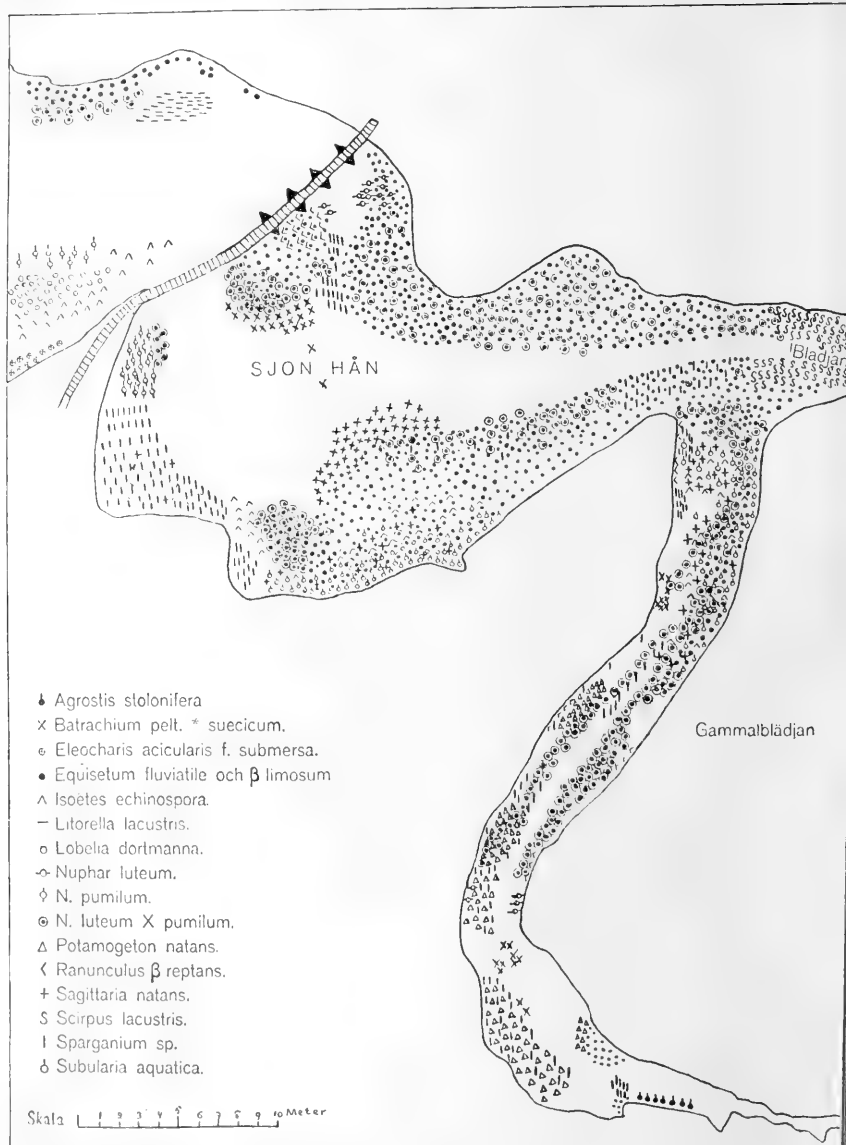 SJON HÅN
Blädjan
Gammalblädjan
Agrostis stolonifera
Batrachium pelt. * suecicum.
Eleocharis acicularis f. submersa.
Equisetum fluviatile och β limosum
Isoëtes echinospora.
Litorella lacustris.
Lobelia dortmanna.
Nuphar luteum.
N. pumilum.
N. luteum X pumilum.
Potamogeton natans.
Ranunculus β reptans.
Sagittaria natans.
Scirpus lacustris.
Sparganium sp.
Subularia aquatica.
Skala 1 2 3 4 5 6 7 8 9 10 Meter